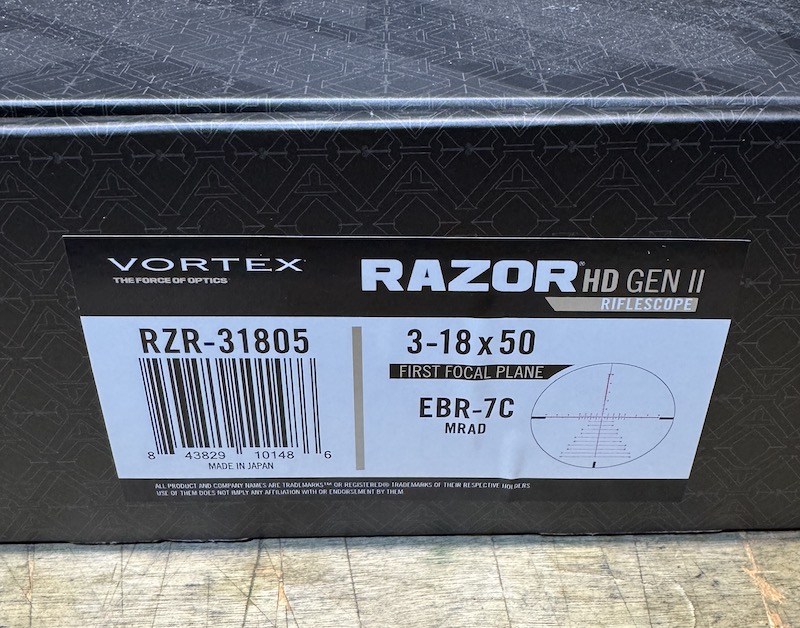 VORTEX
THE FORCE OF OPTICS
RAZOR® HD GEN II
RIFLESCOPE
RZR-31805
8 43829 10148 6
MADE IN JAPAN
3-18 x 50
FIRST FOCAL PLANE
EBR-7C
MRAD
ALL PRODUCT AND COMPANY NAMES ARE TRADEMARKS™ OR REGISTERED® TRADEMARKS OF THEIR RESPECTIVE HOLDERS
USE OF THEM DOES NOT IMPLY ANY AFFILIATION WITH OR ENDORSEMENT BY THEM